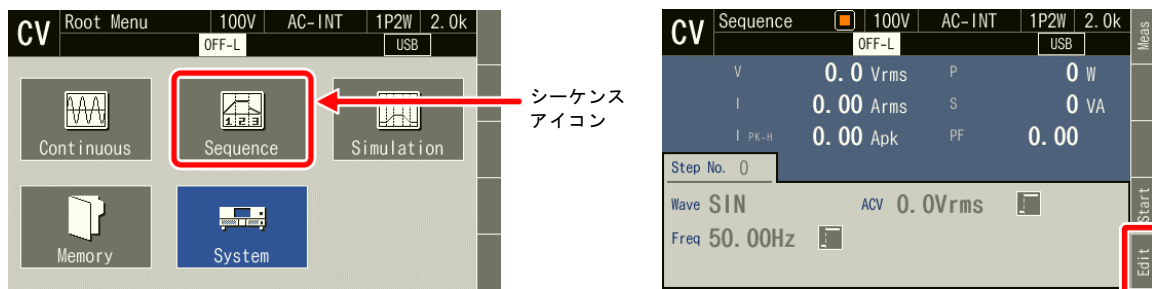 CV Root Menu 100V AC-INT 1P2W 2.0k
OFF-L USB
1 2 3
Continuous Sequence Simulation
Memory System
シーケンス
アイコン
CV Sequence 100V AC-INT 1P2W 2.0k
OFF-L USB
Meas
V 0.0 Vrms P 0 W
I 0.00 Arms S 0 VA
I PK-H 0.00 Apk PF 0.00
Step No. 0
Wave SIN ACV 0.0Vrms
Freq 50.00Hz
Start
Edit